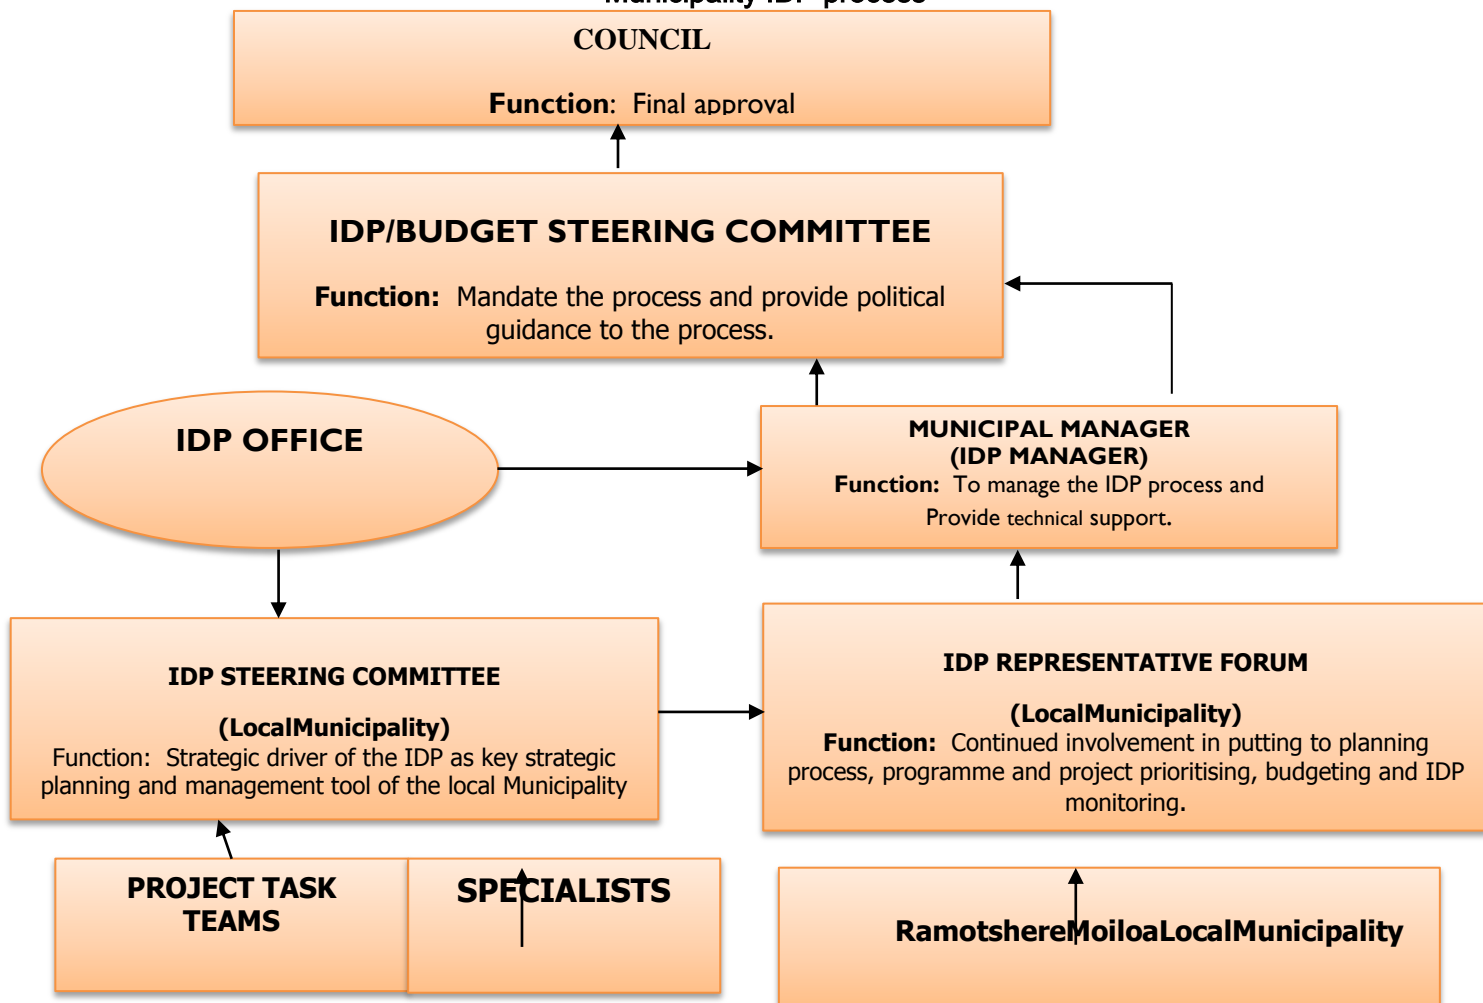 Municipality IDP process
COUNCIL
Function: Final approval
IDP/BUDGET STEERING COMMITTEE
Function: Mandate the process and provide political
guidance to the process.
IDP OFFICE
MUNICIPAL MANAGER
(IDP MANAGER)
Function: To manage the IDP process and
Provide technical support.
IDP STEERING COMMITTEE
(LocalMunicipality)
Function: Strategic driver of the IDP as key strategic
planning and management tool of the local Municipality
IDP REPRESENTATIVE FORUM
(LocalMunicipality)
Function: Continued involvement in putting to planning
process, programme and project prioritising, budgeting and IDP
monitoring.
PROJECT TASK
TEAMS
SPECIALISTS
RamotshereMoiloaLocalMunicipality